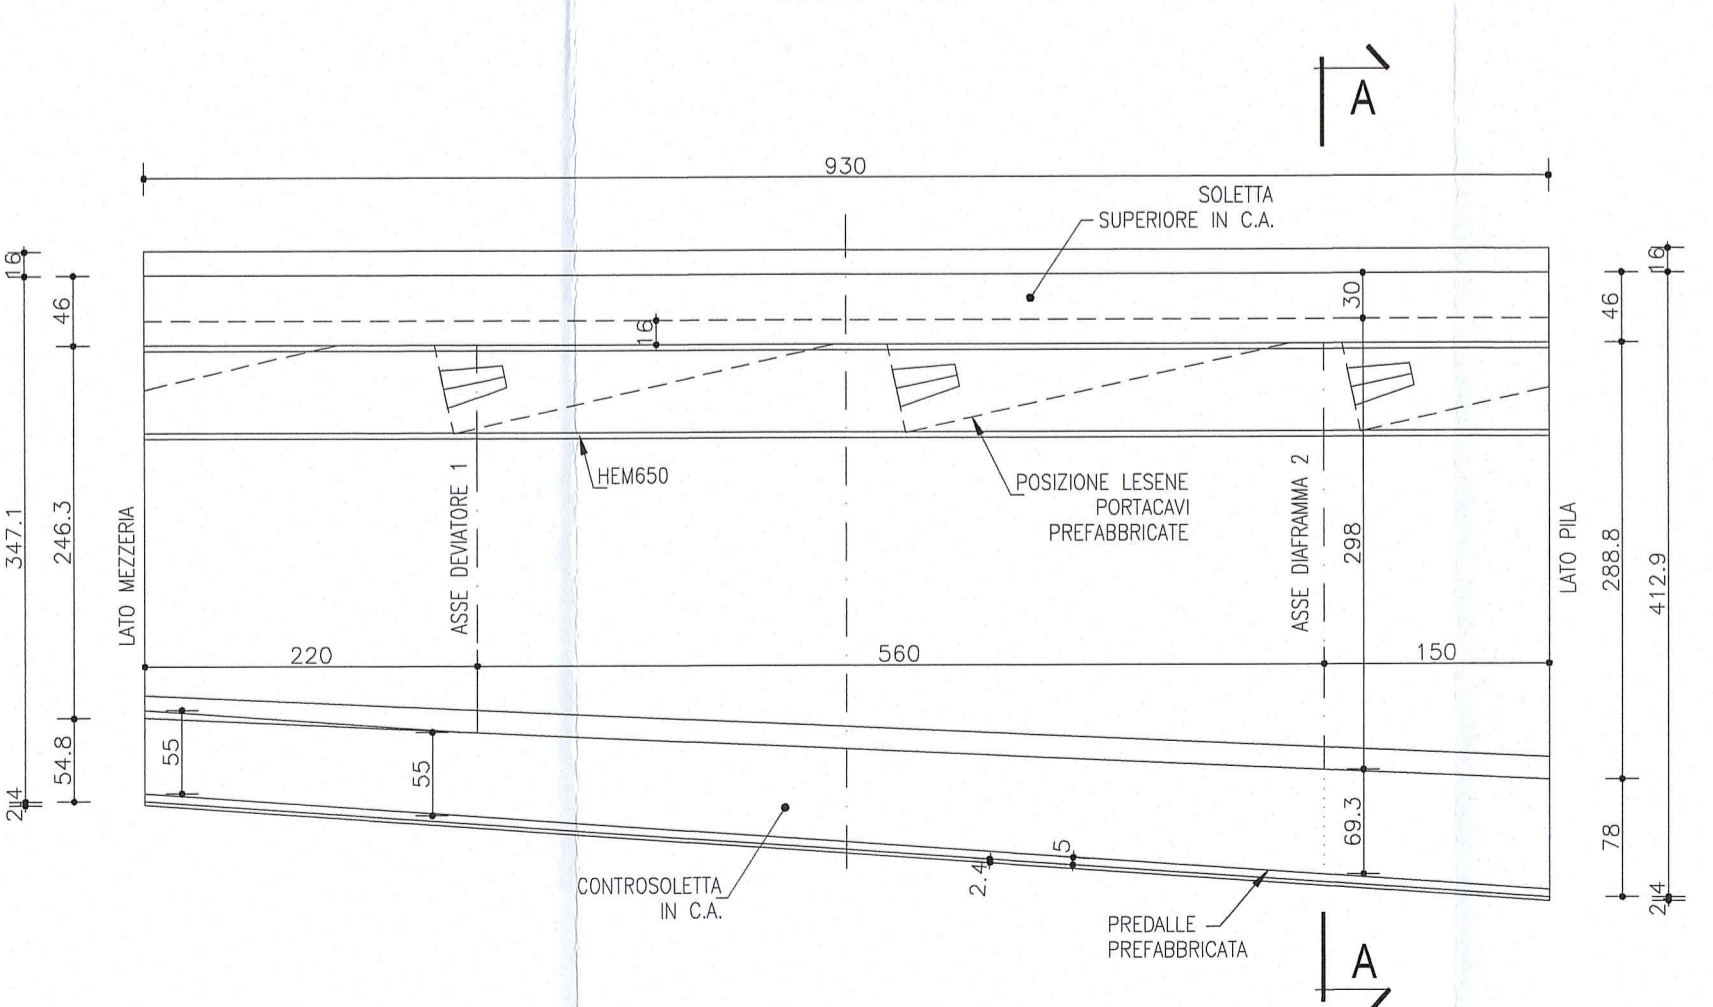 A
930
SOLETTA
SUPERIORE IN C.A.
16
16
46
46
30
16
HEM650
POSIZIONE LESENE
PORTACAVI
PREFABBRICATE
LATO MEZZERIA
ASSE DEVIATORE 1
ASSE DIAFRAMMA 2
LATO PILA
347.1
246.3
298
288.8
412.9
220
560
150
54.8
55
55
69.3
78
2.4
2.4
5
2.4
CONTROSOLETTA
IN C.A.
PREDALLE
PREFABBRICATA
A